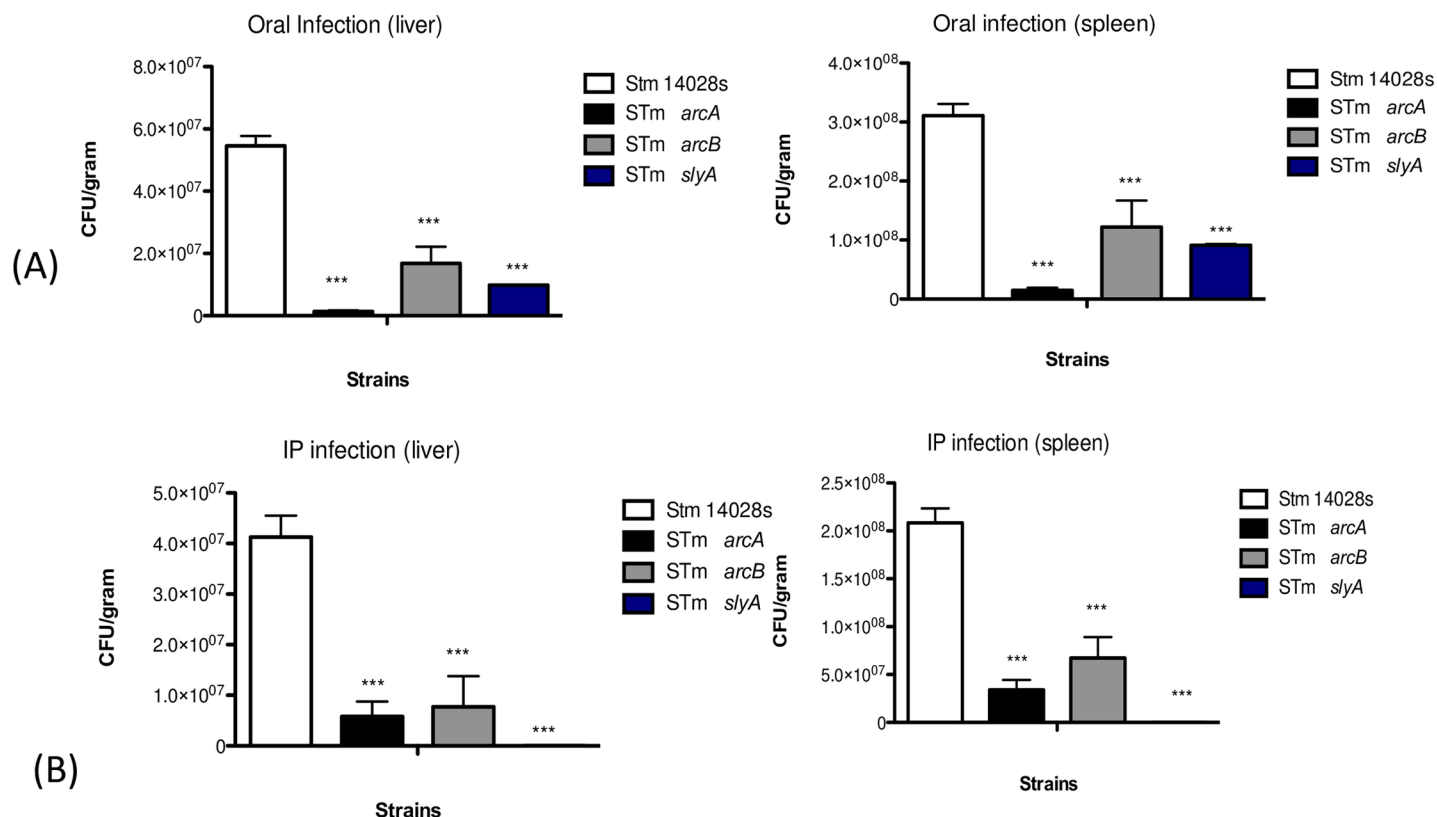 Oral Infection (liver)
8.0×10^07
6.0×10^07
4.0×10^07
2.0×10^07
0
CFU/gram
Strains
***
***
***
Stm 14028s
STm arcA
STm arcB
STm slyA
Oral infection (spleen)
4.0×10^08
3.0×10^08
2.0×10^08
1.0×10^08
0
CFU/gram
Strains
***
***
***
Stm 14028s
STm arcA
STm arcB
STm slyA
(A)
IP infection (liver)
5.0×10^07
4.0×10^07
3.0×10^07
2.0×10^07
1.0×10^07
0
CFU/gram
Strains
***
***
***
Stm 14028s
STm arcA
STm arcB
STm slyA
IP infection (spleen)
2.5×10^08
2.0×10^08
1.5×10^08
1.0×10^08
5.0×10^07
0
CFU/gram
Strains
***
***
***
Stm 14028s
STm arcA
STm arcB
STm slyA
(B)